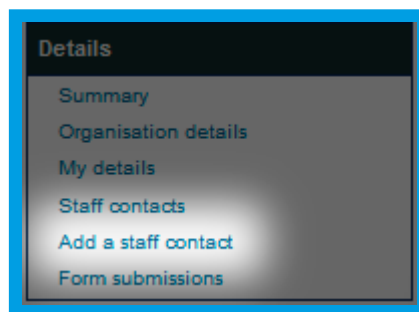 Details
Summary
Organisation details
My details
Staff contacts
Add a staff contact
Form submissions